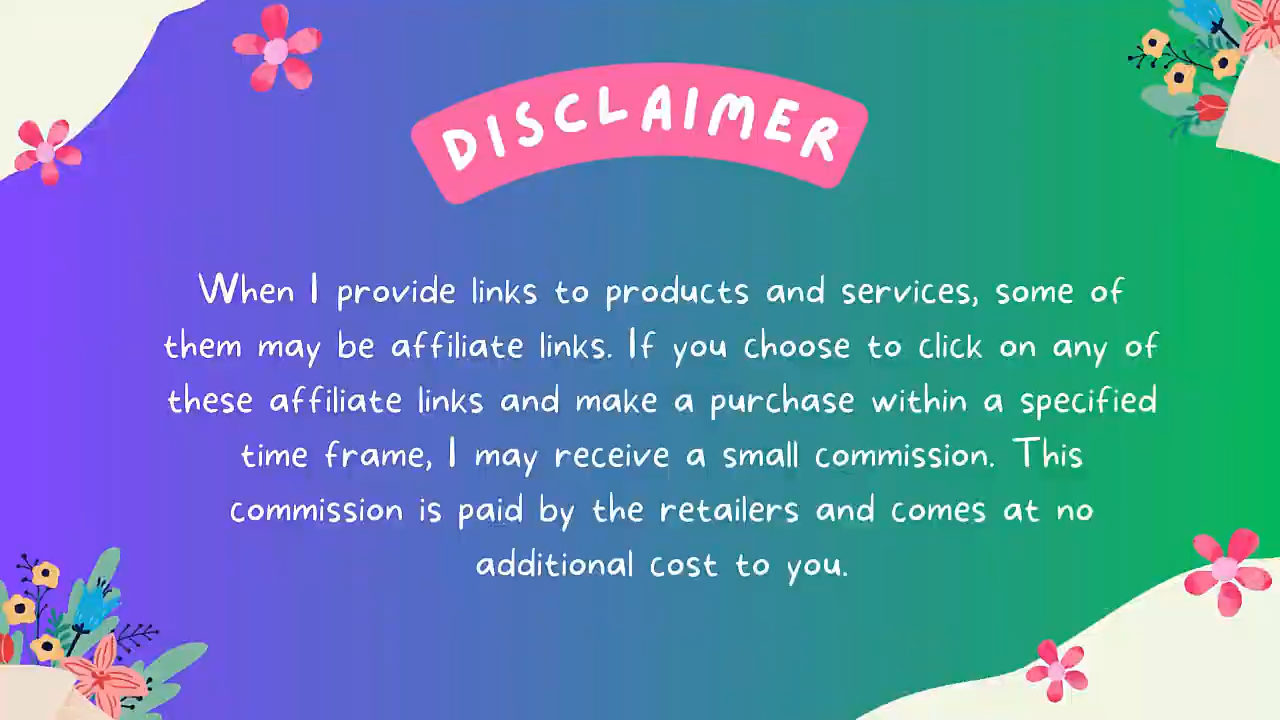 DISCLAIMER
When I provide links to products and services, some of
them may be affiliate links. If you choose to click on any of
these affiliate links and make a purchase within a specified
time frame, I may receive a small commission. This
commission is paid by the retailers and comes at no
additional cost to you.